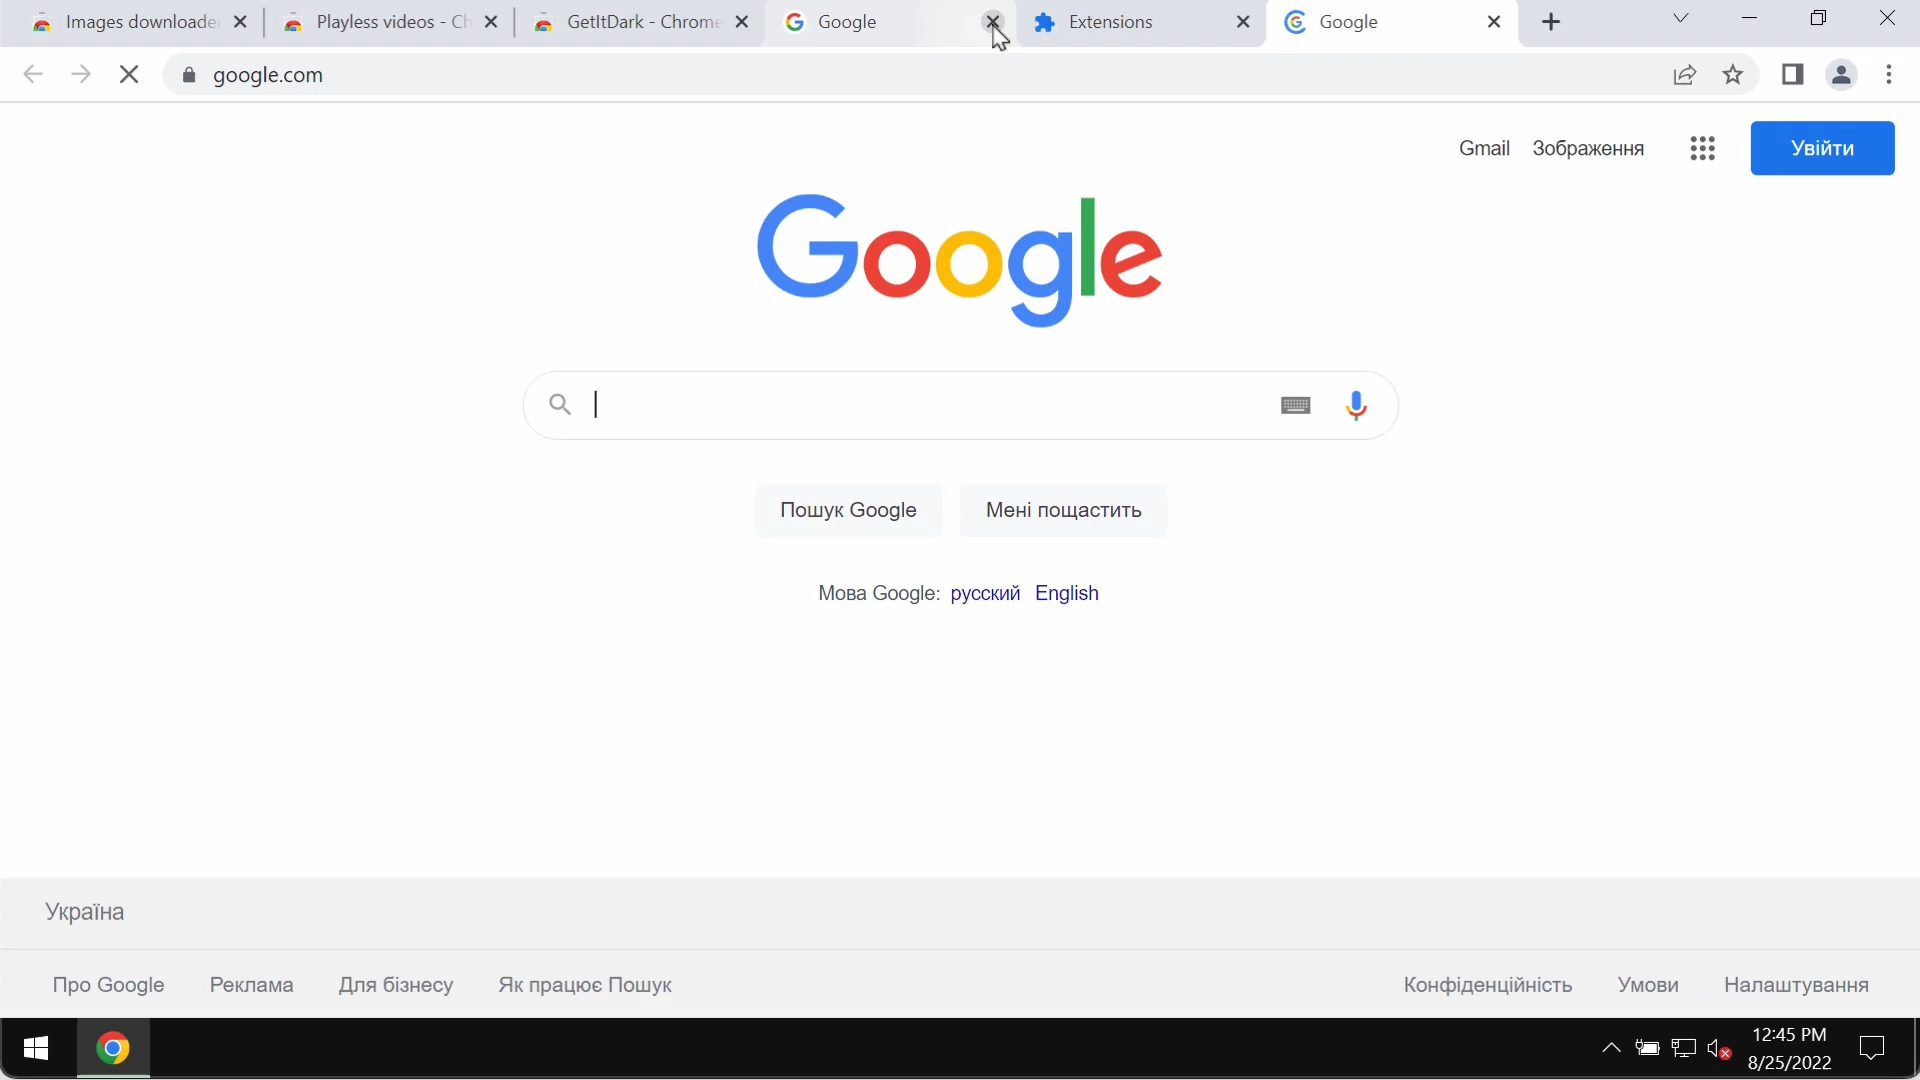 Images downloader
Playless videos - Ch
GetItDark - Chrome
Google
Extensions
Google
google.com
Gmail
Зображення
Увійти
Google
Пошук Google
Мені пощастить
Мова Google: русский English
Україна
Про Google
Реклама
Для бізнесу
Як працює Пошук
Конфіденційність
Умови
Налаштування
12:45 PM
8/25/2022